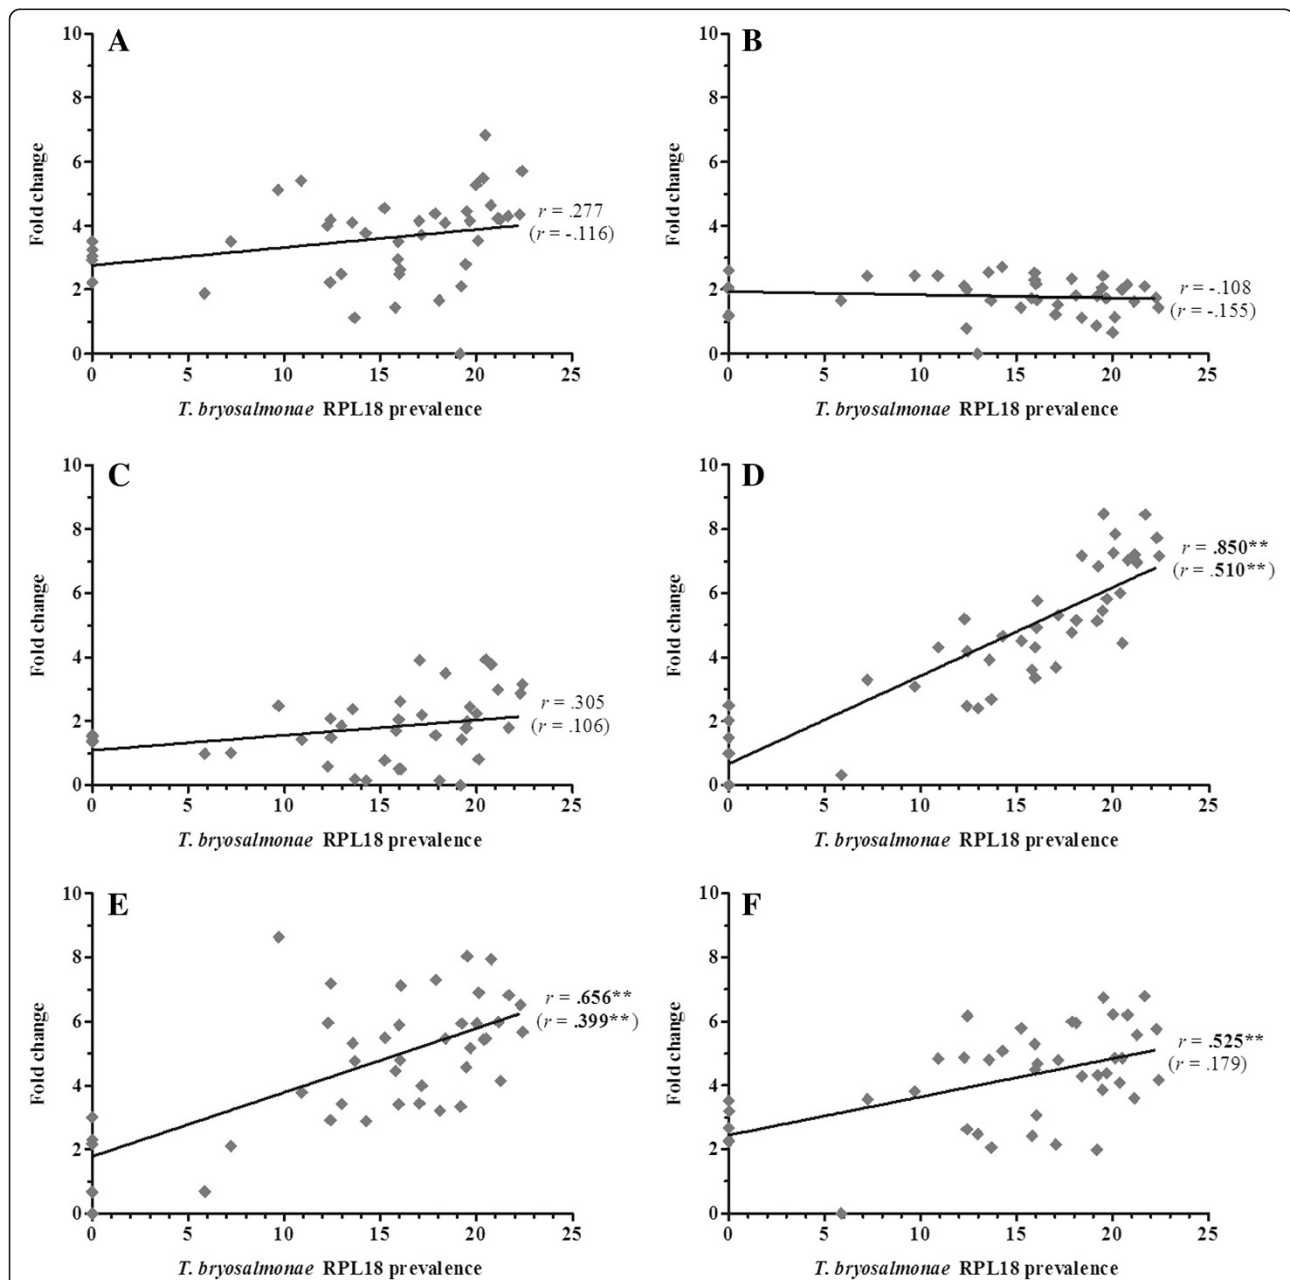 A
10
8
6
4
2
0
Fold change
r = .277
(r = -.116)
0 5 10 15 20 25
T. bryosalmonae RPL18 prevalence
B
10
8
6
4
2
0
Fold change
r = -.108
(r = -.155)
0 5 10 15 20 25
T. bryosalmonae RPL18 prevalence
C
10
8
6
4
2
0
Fold change
r = .305
(r = .106)
0 5 10 15 20 25
T. bryosalmonae RPL18 prevalence
D
10
8
6
4
2
0
Fold change
r = .850**
(r = .510**)
0 5 10 15 20 25
T. bryosalmonae RPL18 prevalence
E
10
8
6
4
2
0
Fold change
r = .656**
(r = .399**)
0 5 10 15 20 25
T. bryosalmonae RPL18 prevalence
F
10
8
6
4
2
0
Fold change
r = .525**
(r = .179)
0 5 10 15 20 25
T. bryosalmonae RPL18 prevalence